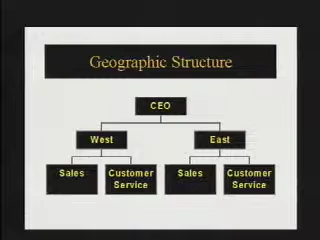 Geographic Structure
CEO
West
East
Sales
Customer
Service
Sales
Customer
Service